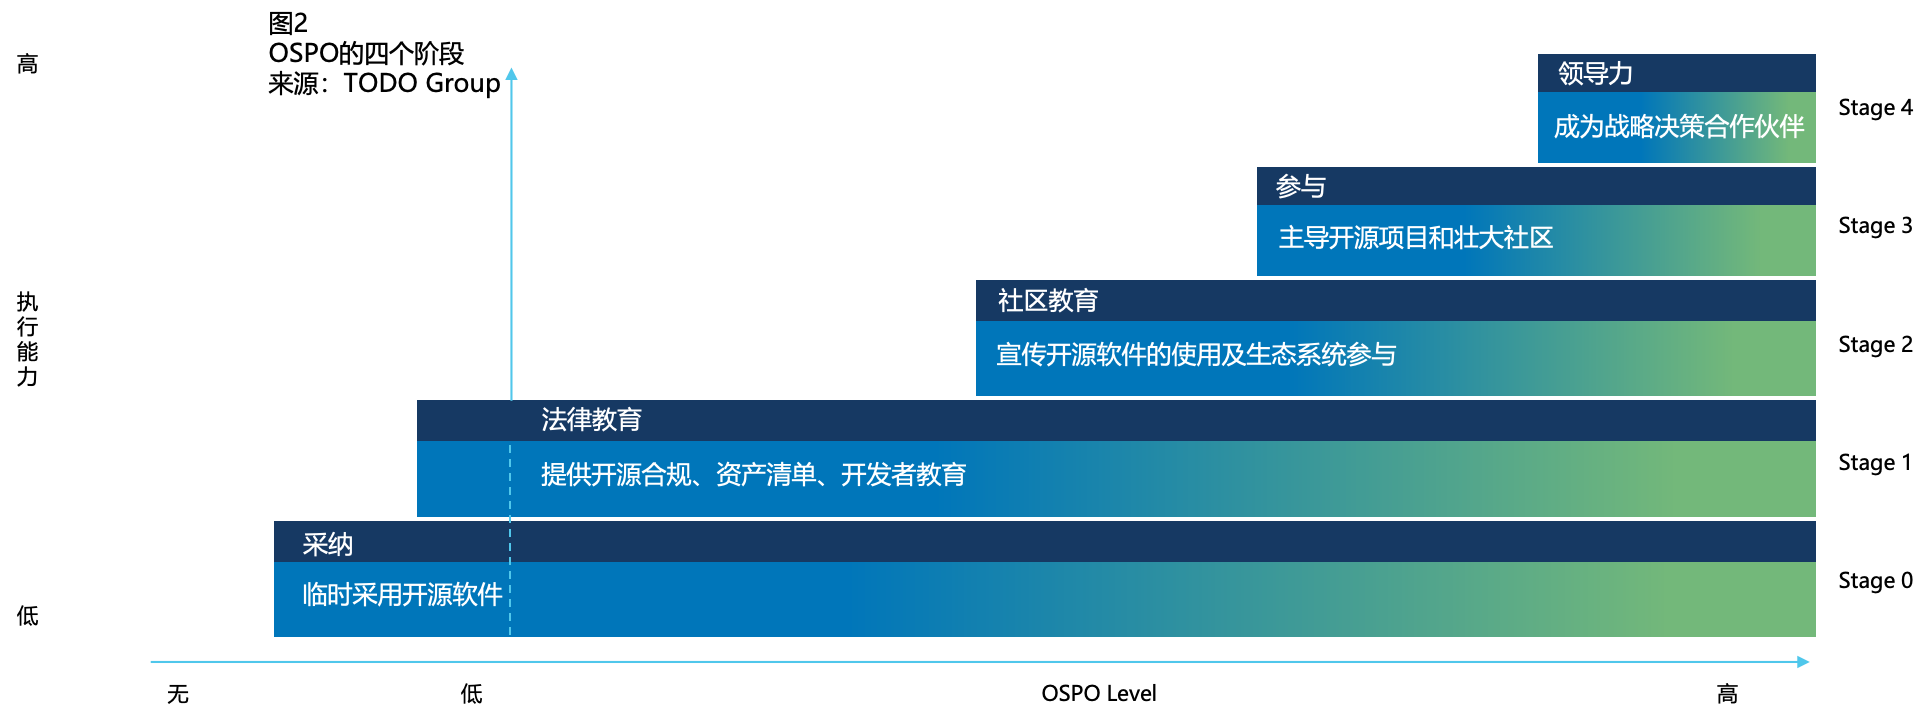 图2
OSPO的四个阶段
来源：TODO Group
高
执行能力
低
领导力
成为战略决策合作伙伴
Stage 4
参与
主导开源项目和壮大社区
Stage 3
社区教育
宣传开源软件的使用及生态系统参与
Stage 2
法律教育
提供开源合规、资产清单、开发者教育
Stage 1
采纳
临时采用开源软件
Stage 0
无
低
OSPO Level
高